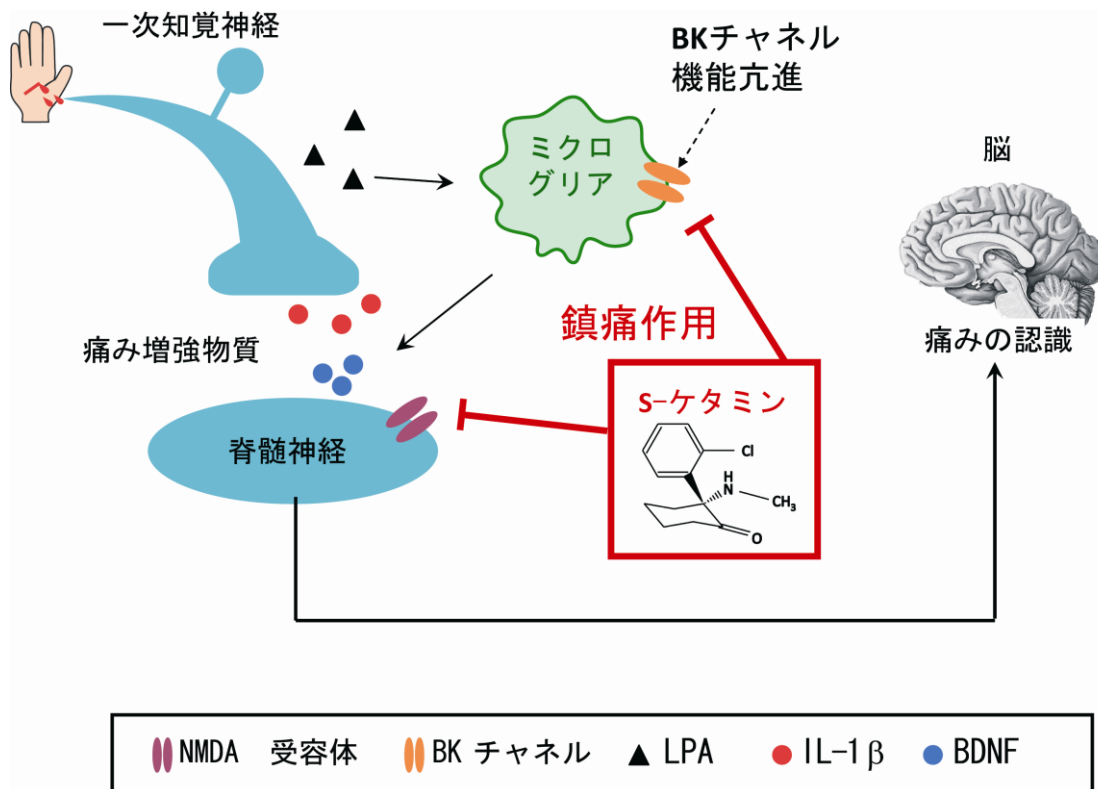 一次知覚神経
BKチャネル
機能亢進
ミクロ
グリア
脳
痛みの認識
鎮痛作用
痛み増強物質
S-ケタミン
Cl
H
N
CH3
O
脊髄神経
NMDA 受容体
BK チャネル
LPA
IL-1β
BDNF